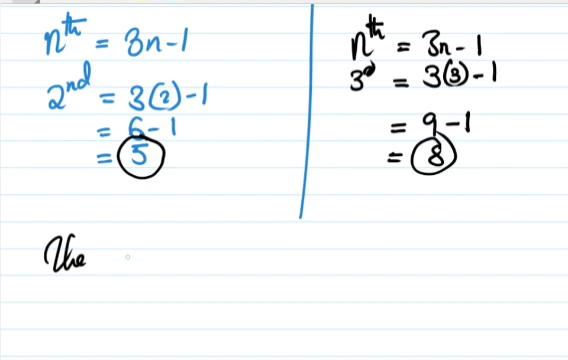 nth = 3n-1
2nd = 3(2)-1
= 6-1
= 5
nth = 3n-1
3d = 3(3)-1
= 9-1
= 8
The